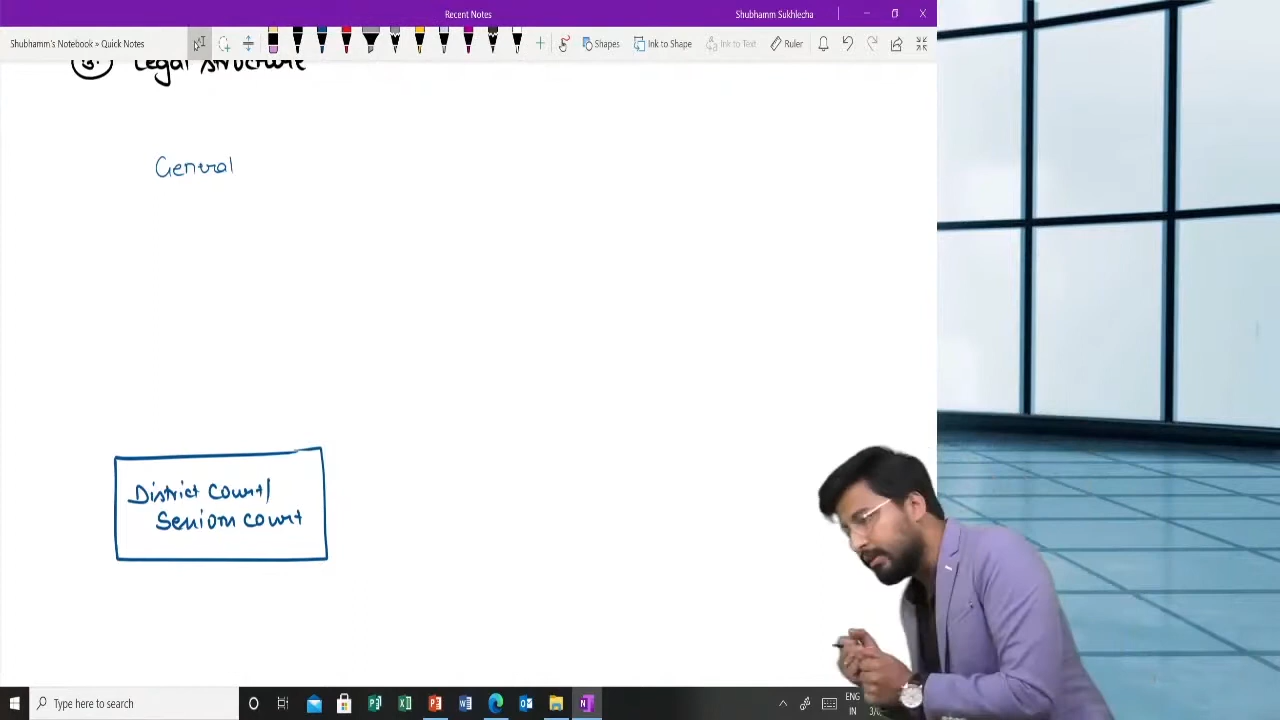 Recent Notes
Shubhamm Sukhlecha
Shubhamm's Notebook » Quick Notes
Shapes
Ink to Shape
Ink to Text
Ruler
3. Legal structure
General
District court/
Seniom court
Type here to search
ENG
IN